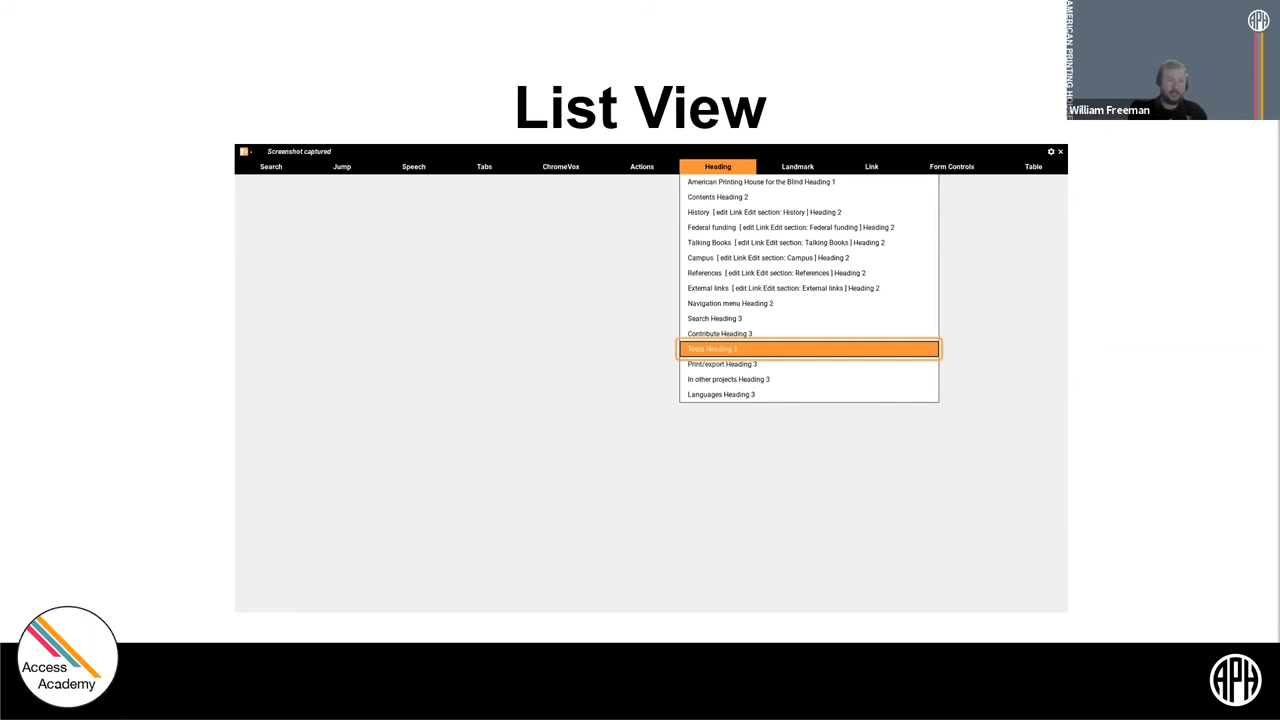 AMERICAN PRINTING HOUSE
APH
William Freeman
List View
Screenshot captured
Search Jump Speech Tabs ChromeVox Actions Heading Landmark Link Form Controls Table
American Printing House for the Blind Heading 1
Contents Heading 2
History [ edit Link Edit section: History ] Heading 2
Federal funding [ edit Link Edit section: Federal funding ] Heading 2
Talking Books [ edit Link Edit section: Talking Books ] Heading 2
Campus [ edit Link Edit section: Campus ] Heading 2
References [ edit Link Edit section: References ] Heading 2
External links [ edit Link Edit section: External links ] Heading 2
Navigation menu Heading 2
Search Heading 3
Contribute Heading 3
Tools Heading 3
Print/export Heading 3
In other projects Heading 3
Languages Heading 3
Access
Academy
APH